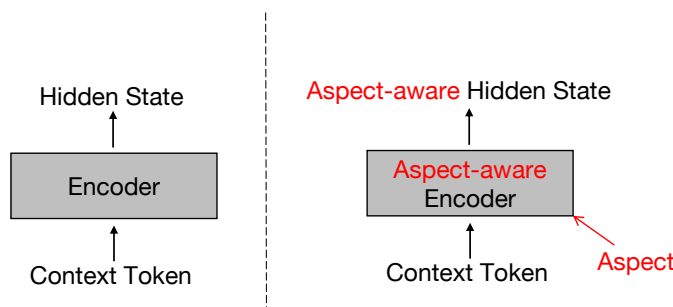 Hidden State
Encoder
Context Token
Aspect-aware Hidden State
Aspect-aware
Encoder
Context Token
Aspect